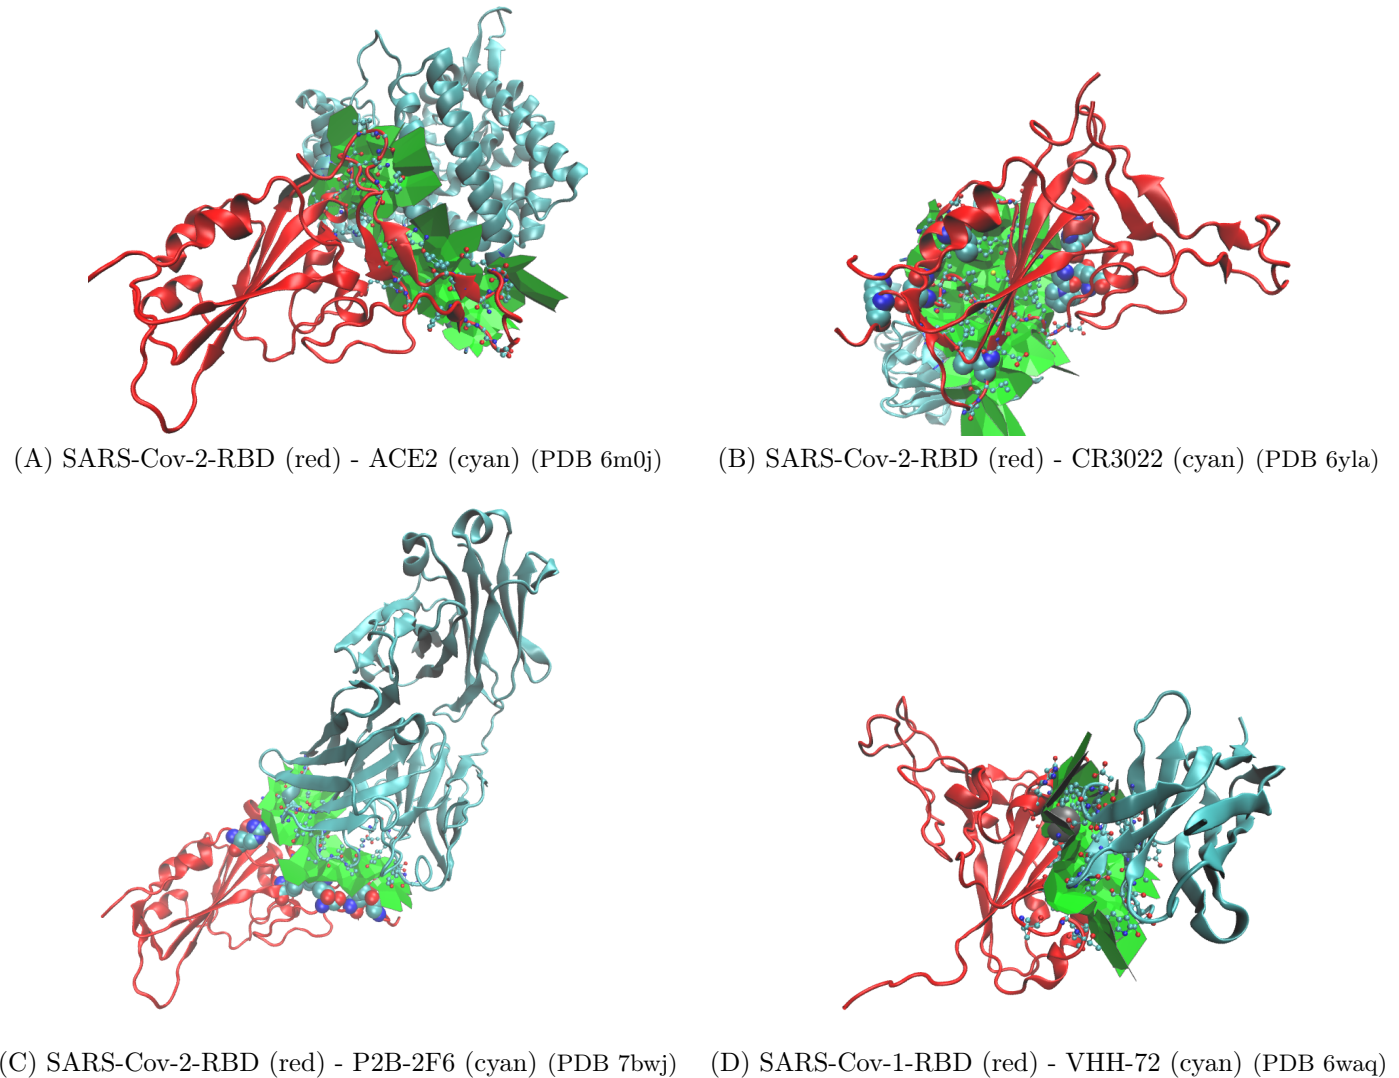 (A) SARS-Cov-2-RBD (red) - ACE2 (cyan) (PDB 6m0j)
(B) SARS-Cov-2-RBD (red) - CR3022 (cyan) (PDB 6yla)
(C) SARS-Cov-2-RBD (red) - P2B-2F6 (cyan) (PDB 7bwj)
(D) SARS-Cov-1-RBD (red) - VHH-72 (cyan) (PDB 6waq)